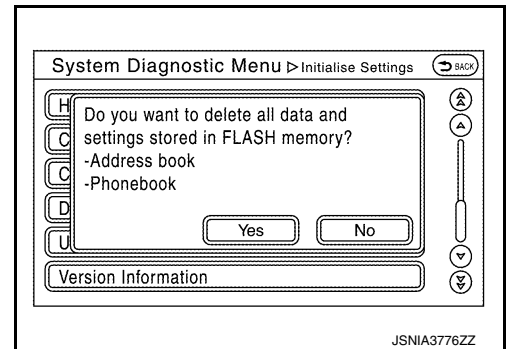 System Diagnostic Menu ▷ Initialise Settings
BACK
H
Do you want to delete all data and
C
settings stored in FLASH memory?
-Address book
C
-Phonebook
D
Yes No
U
Version Information
JSNIA3776ZZ